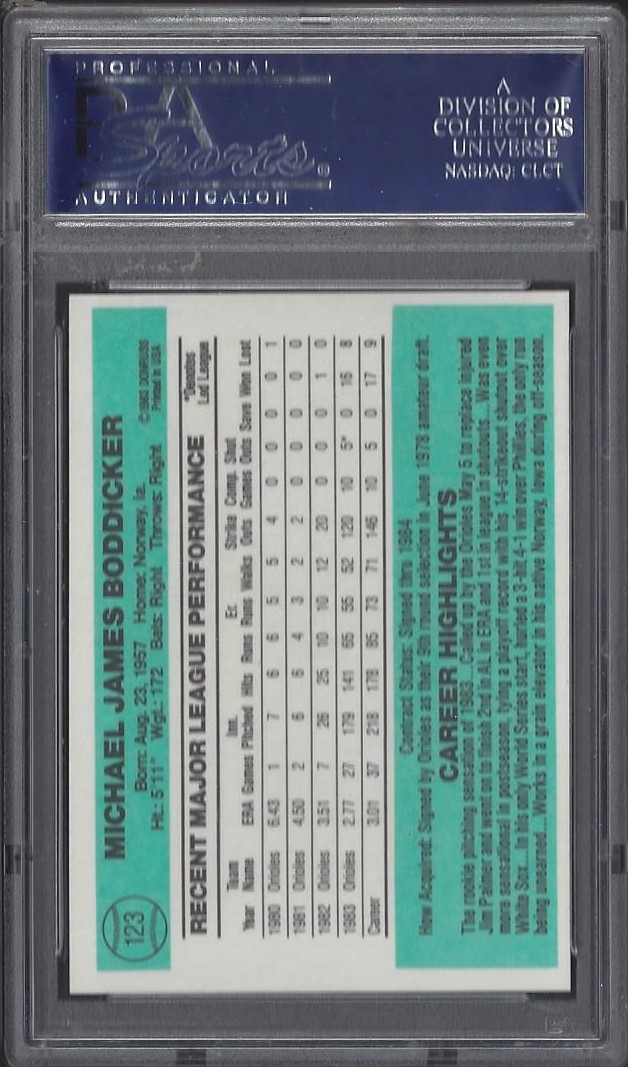 PROFESSIONAL
PSA
Sports®
AUTHENTICATOR
A
DIVISION OF
COLLECTORS
UNIVERSE
NASDAQ: CLCT
123
MICHAEL JAMES BODDICKER
Born: Aug. 23, 1957 Home: Norway, Ia.
Ht.: 5'11" Wgt.: 172 Bats: Right Throws: Right
©1983 DONRUSS
Printed in USA
RECENT MAJOR LEAGUE PERFORMANCE
*Denotes
Led League
Team Inn. Er. Strike Comp. Shut
Year Name ERA Games Pitched Hits Runs Runs Walks Outs Games Outs Save Won Lost
1980 Orioles 6.43 1 7 6 6 5 5 4 0 0 0 0 1
1981 Orioles 4.50 2 6 6 4 3 2 2 0 0 0 0 0
1982 Orioles 3.51 7 26 25 10 10 12 20 0 0 0 1 0
1983 Orioles 2.77 27 179 141 65 55 52 120 10 5* 0 16 8
Career 3.01 37 218 178 85 73 71 146 10 5 0 17 9
Contract Status: Signed thru 1984
How Acquired: Signed by Orioles as their 9th round selection in June 1978 amateur draft.
CAREER HIGHLIGHTS
The rookie pitching sensation of 1983...Called up by the Orioles May 5 to replace injured
Jim Palmer and went on to finish 2nd in AL in ERA and 1st in league in shutouts...Was even
more sensational in postseason, tying a playoff record with his 14-strikeout shutout over
White Sox...In his only World Series start, hurled a 3-hit 4-1 win over Phillies, the only run
being unearned...Works in a grain elevator in his native Norway, Iowa during off-season.